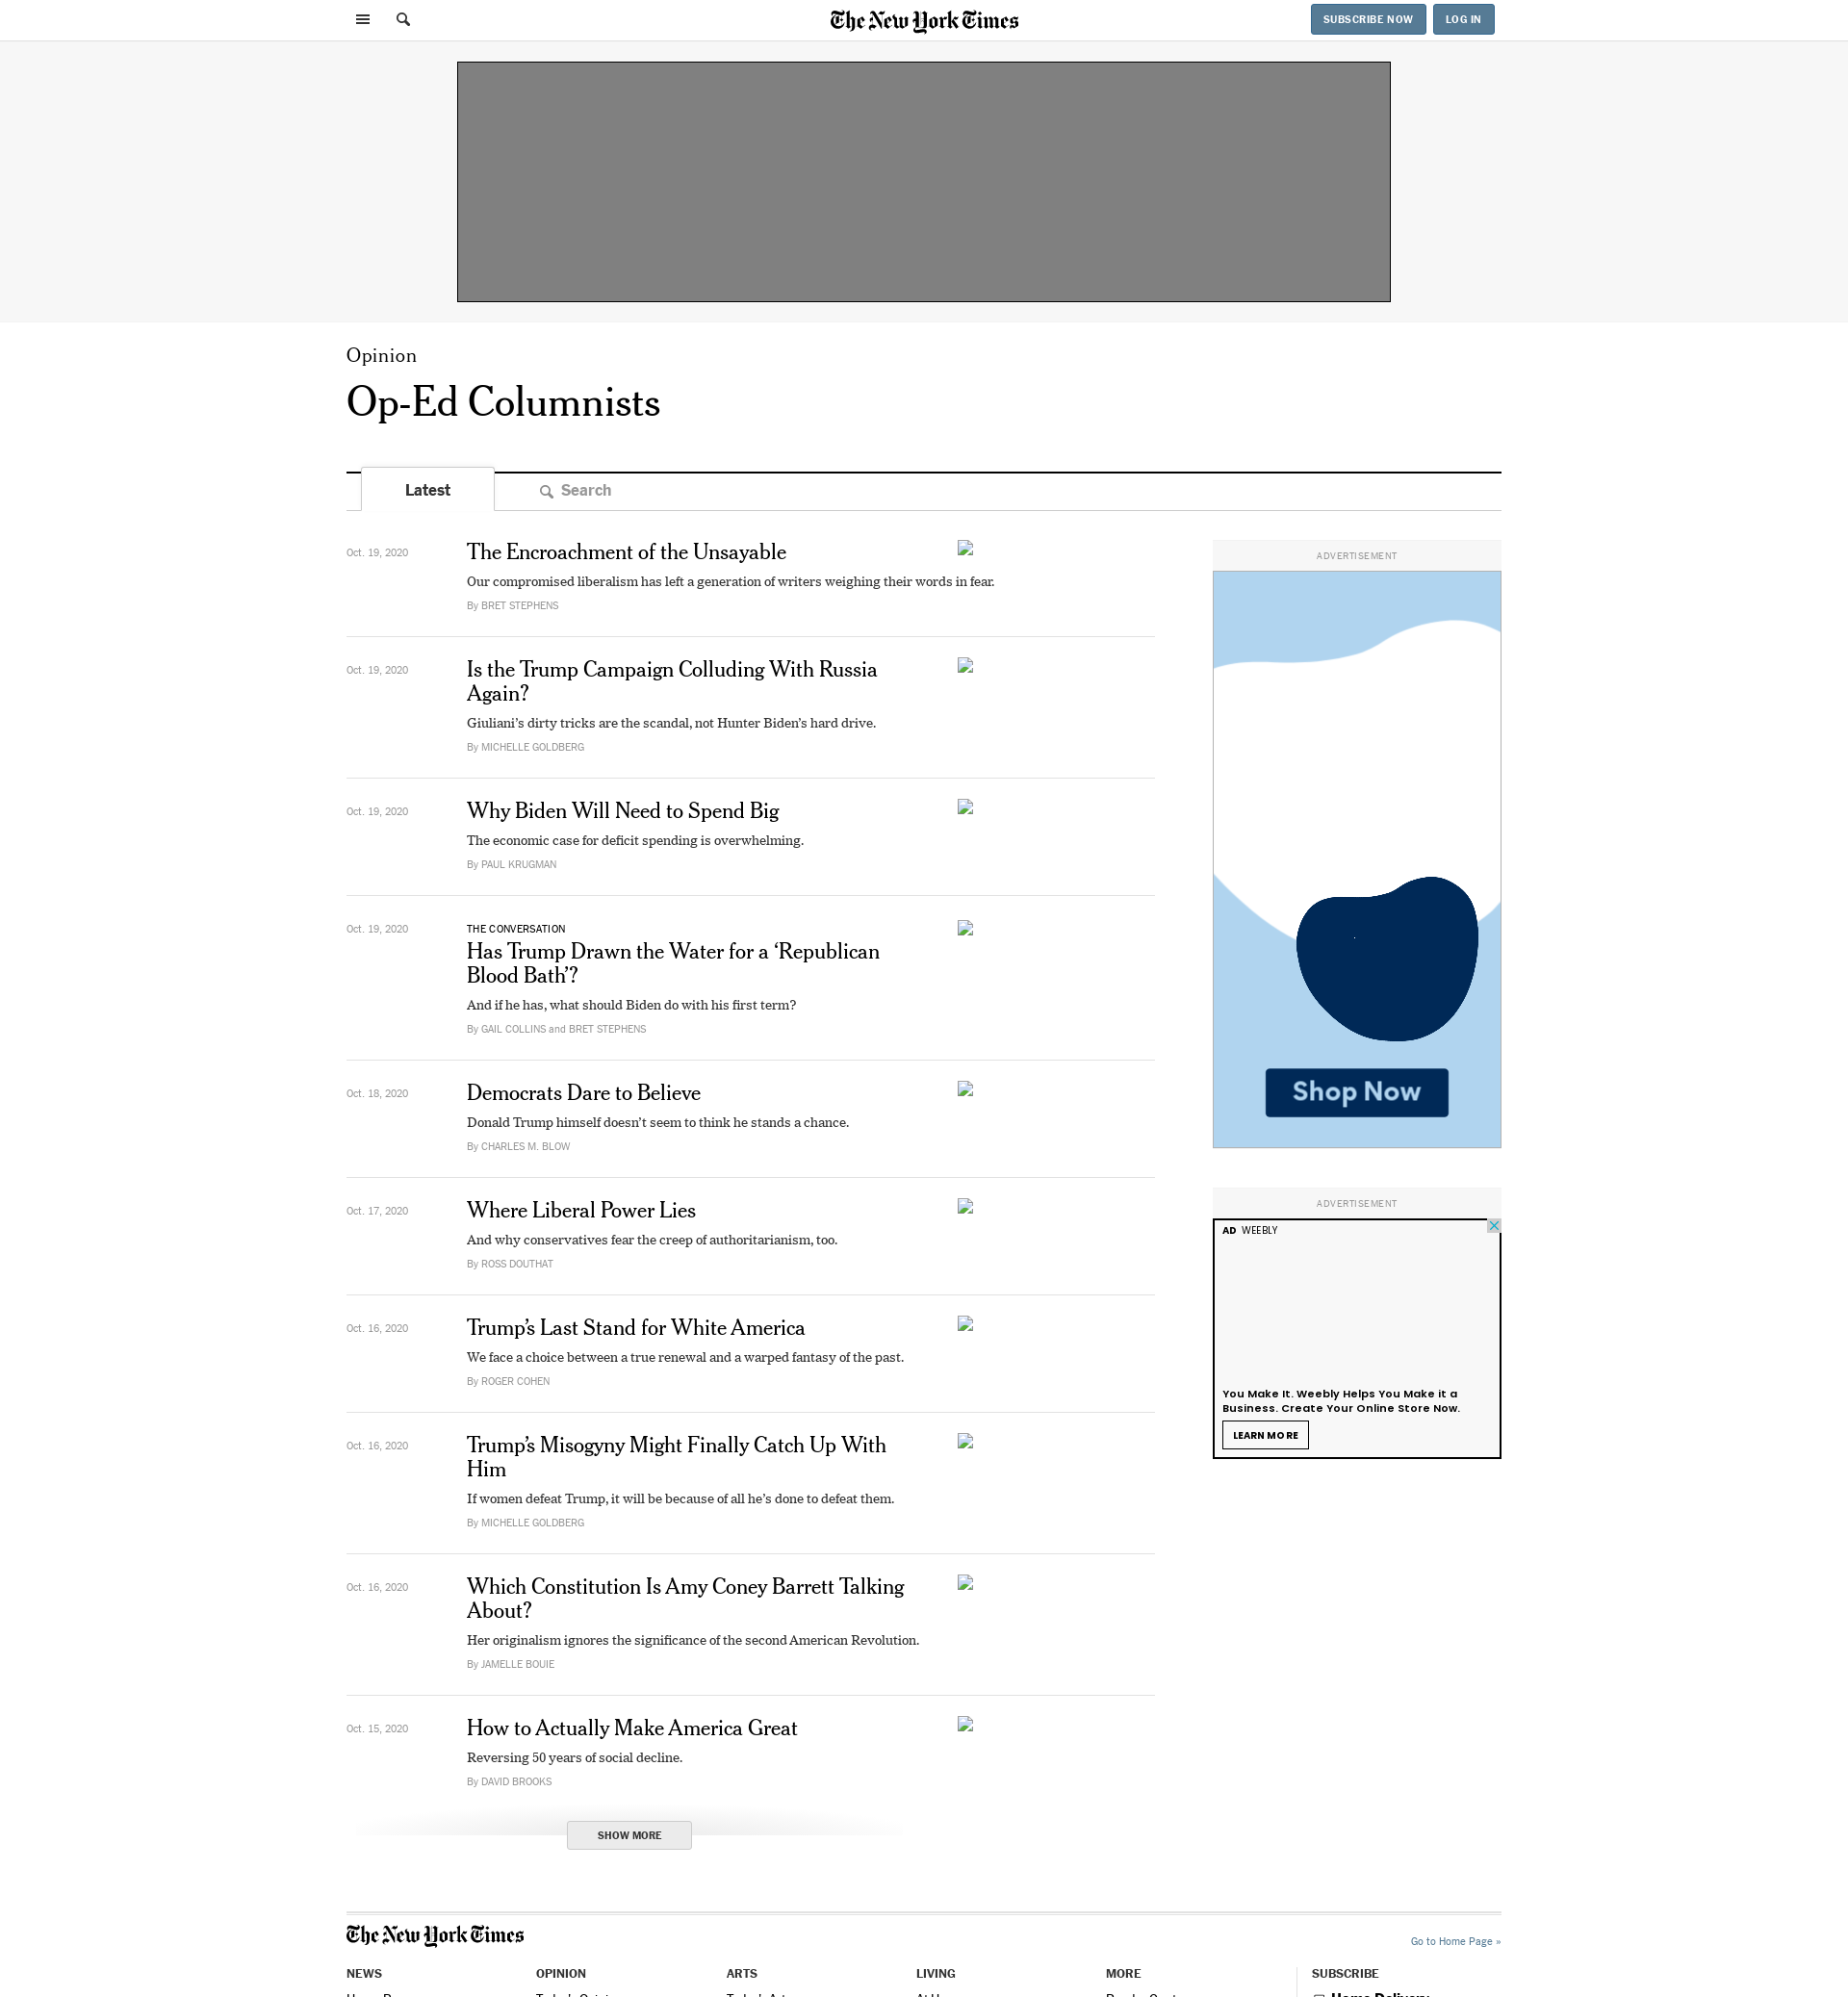 The New York Times
SUBSCRIBE NOW
LOG IN
Opinion
Op-Ed Columnists
Latest
Search
Oct. 19, 2020
The Encroachment of the Unsayable
Our compromised liberalism has left a generation of writers weighing their words in fear.
By BRET STEPHENS
Oct. 19, 2020
Is the Trump Campaign Colluding With Russia
Again?
Giuliani’s dirty tricks are the scandal, not Hunter Biden’s hard drive.
By MICHELLE GOLDBERG
Oct. 19, 2020
Why Biden Will Need to Spend Big
The economic case for deficit spending is overwhelming.
By PAUL KRUGMAN
Oct. 19, 2020
THE CONVERSATION
Has Trump Drawn the Water for a ‘Republican
Blood Bath’?
And if he has, what should Biden do with his first term?
By GAIL COLLINS and BRET STEPHENS
Oct. 18, 2020
Democrats Dare to Believe
Donald Trump himself doesn’t seem to think he stands a chance.
By CHARLES M. BLOW
Oct. 17, 2020
Where Liberal Power Lies
And why conservatives fear the creep of authoritarianism, too.
By ROSS DOUTHAT
Oct. 16, 2020
Trump’s Last Stand for White America
We face a choice between a true renewal and a warped fantasy of the past.
By ROGER COHEN
Oct. 16, 2020
Trump’s Misogyny Might Finally Catch Up With
Him
If women defeat Trump, it will be because of all he’s done to defeat them.
By MICHELLE GOLDBERG
Oct. 16, 2020
Which Constitution Is Amy Coney Barrett Talking
About?
Her originalism ignores the significance of the second American Revolution.
By JAMELLE BOUIE
Oct. 15, 2020
How to Actually Make America Great
Reversing 50 years of social decline.
By DAVID BROOKS
SHOW MORE
ADVERTISEMENT
Shop Now
ADVERTISEMENT
AD WEEBLY
You Make It. Weebly Helps You Make it a
Business. Create Your Online Store Now.
LEARN MORE
The New York Times
Go to Home Page »
NEWS
OPINION
ARTS
LIVING
MORE
SUBSCRIBE
Home Delivery